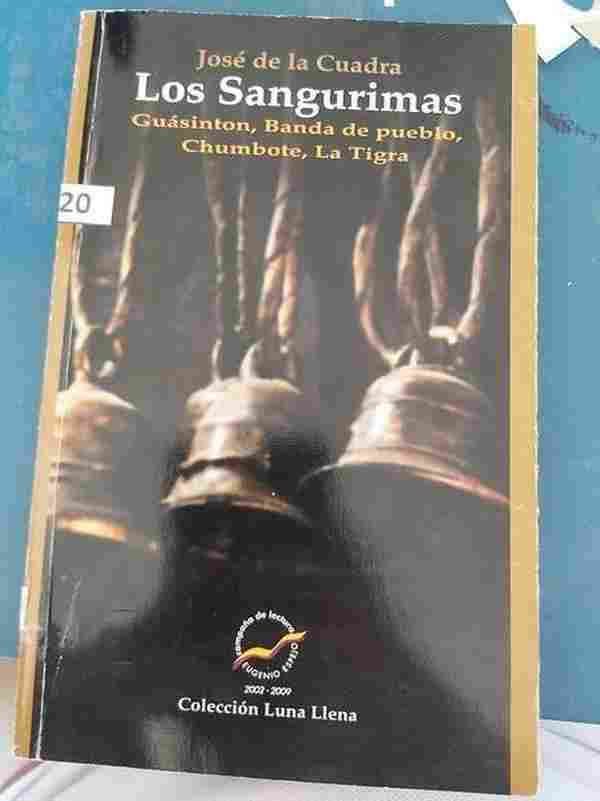 José de la Cuadra
Los Sangurimas
Guásinton, Banda de pueblo,
Chumbote, La Tigra
20
campaña de lectura
EUGENIO ESPEJO
2002 - 2009
Colección Luna Llena